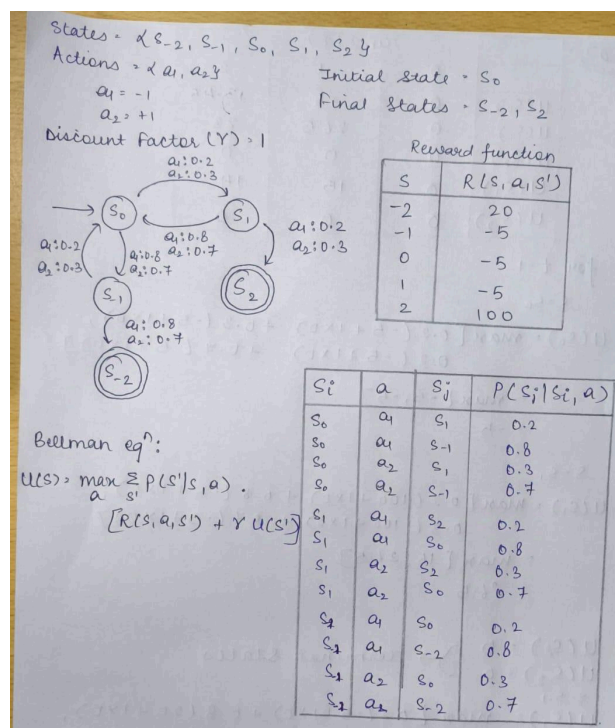 States = {S-2, S-1, S0, S1, S2}
Actions = {a1, a2}
a1 = -1
a2 = +1
Initial state = S0
Final States = S-2, S2
Discount Factor (γ) = 1
a1: 0.2
a2: 0.3
S0
S1
a1: 0.8
a2: 0.7
a1: 0.2
a2: 0.3
a1: 0.2
a2: 0.3
a1: 0.8
a2: 0.7
S2
S1
a1: 0.8
a2: 0.7
S-2
Reward function
S R(S, a, S')
-2 20
-1 -5
0 -5
1 -5
2 100
Bellman eqn:
U(S) = max a Σ S' P(S'/S, a) .
[R(S, a, S') + γ U(S')]
Si a Sj P(Sj|Si, a)
S0 a1 S1 0.2
S0 a1 S-1 0.8
S0 a2 S1 0.3
S0 a2 S-1 0.7
S1 a1 S2 0.2
S1 a1 S0 0.8
S1 a2 S2 0.3
S1 a2 S0 0.7
a1 S0 0.2
a1 S-2 0.8
a2 S0 0.3
a2 S-2 0.7